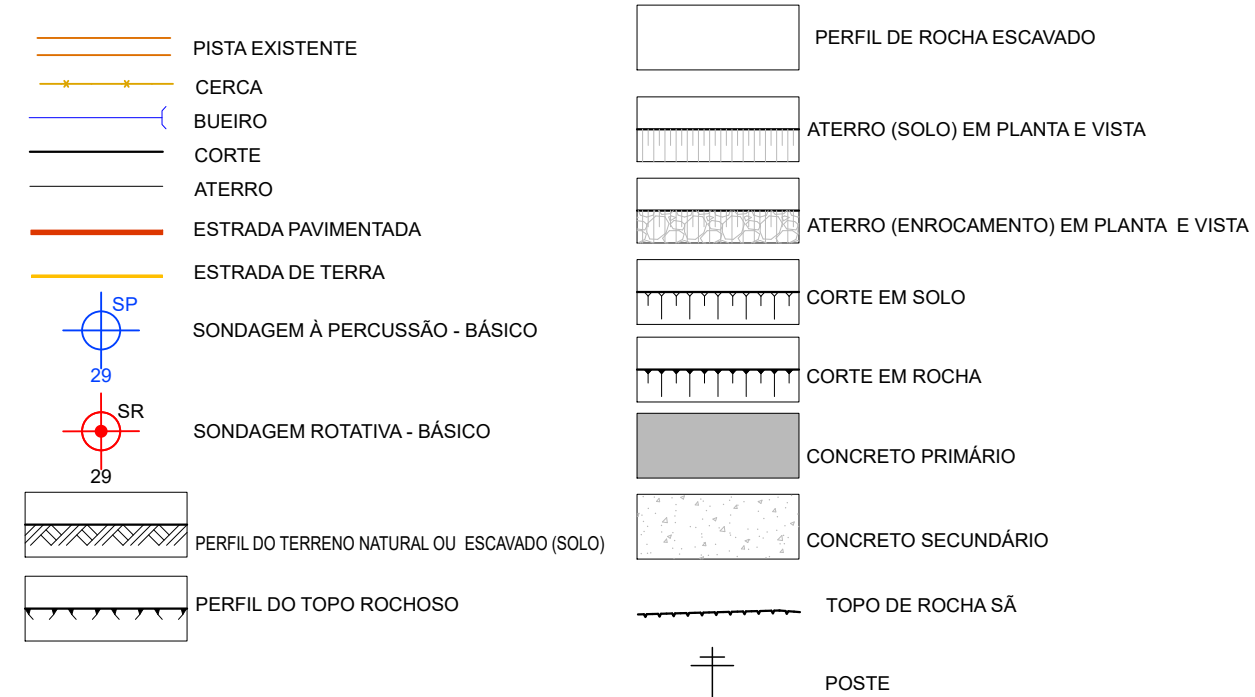 PISTA EXISTENTE
CERCA
BUEIRO
CORTE
ATERRO
ESTRADA PAVIMENTADA
ESTRADA DE TERRA
SP
29
SONDAGEM À PERCUSSÃO - BÁSICO
SR
29
SONDAGEM ROTATIVA - BÁSICO
PERFIL DO TERRENO NATURAL OU ESCAVADO (SOLO)
PERFIL DO TOPO ROCHOSO
PERFIL DE ROCHA ESCAVADO
ATERRO (SOLO) EM PLANTA E VISTA
ATERRO (ENROCAMENTO) EM PLANTA E VISTA
CORTE EM SOLO
CORTE EM ROCHA
CONCRETO PRIMÁRIO
CONCRETO SECUNDÁRIO
TOPO DE ROCHA SÃ
POSTE